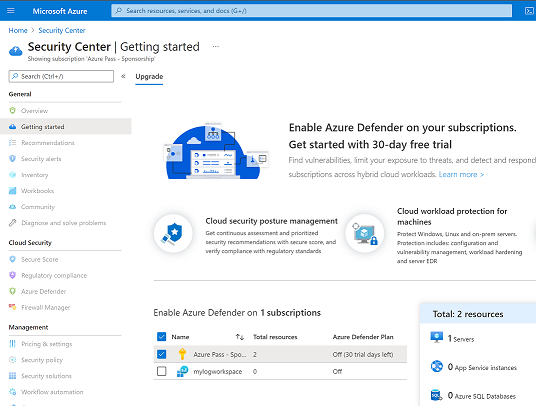 Microsoft Azure
Search resources, services, and docs (G+/)
Home > Security Center
Security Center | Getting started ...
Showing subscription 'Azure Pass - Sponsorship'
Search (Ctrl+/)
«
Upgrade
General
Overview
Getting started
Recommendations
Security alerts
Inventory
Workbooks
Community
Diagnose and solve problems
Cloud Security
Secure Score
Regulatory compliance
Azure Defender
Firewall Manager
Management
Pricing & settings
Security policy
Security solutions
Workflow automation
Enable Azure Defender on your subscriptions.
Get started with 30-day free trial
Find vulnerabilities, limit your exposure to threats, and detect and respond
subscriptions across hybrid cloud workloads. Learn more >
Cloud security posture management
Get continuous assessment and prioritized
security recommendations with secure score, and
verify compliance with regulatory standards
Cloud workload protection for
machines
Protect Windows, Linux and on-prem servers.
Protection includes: configuration and
vulnerability management, workload hardening
and server EDR
Enable Azure Defender on 1 subscriptions
Name ↑↓ Total resources Azure Defender Plan
Azure Pass - Spo... 2 Off (30 trial days left)
mylogworkspace 0 Off
Total: 2 resources
1 Servers
0 App Service instances
0 Azure SQL Databases